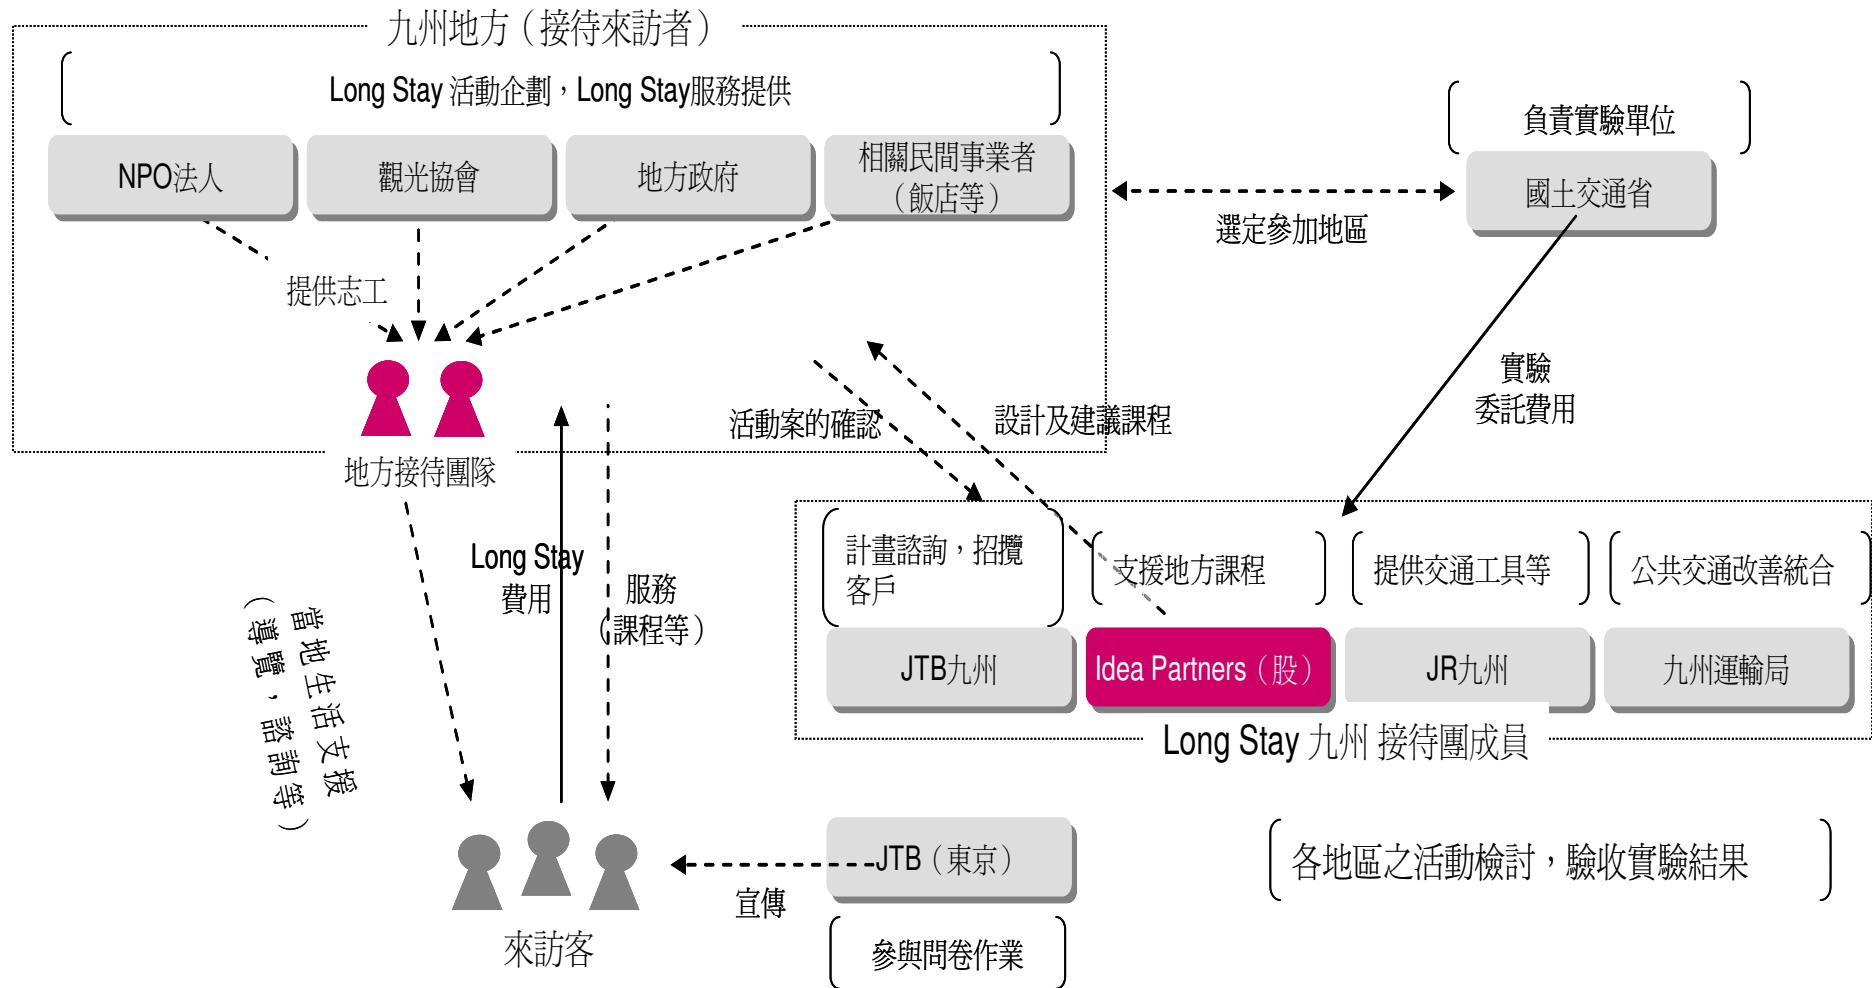 九州地方（接待來訪者）
Long Stay 活動企劃，Long Stay服務提供
NPO法人
觀光協會
地方政府
相關民間事業者
（飯店等）
負責實驗單位
國土交通省
選定參加地區
提供志工
地方接待團隊
活動案的確認
設計及建議課程
實驗
委託費用
Long Stay
費用
服務
（課程等）
當地生活支援
（導覽，諮詢等）
計畫諮詢，招攬
客戶
支援地方課程
提供交通工具等
公共交通改善統合
JTB九州
Idea Partners（股）
JR九州
九州運輸局
Long Stay 九州 接待團成員
來訪客
宣傳
JTB（東京）
參與問卷作業
各地區之活動檢討，驗收實驗結果